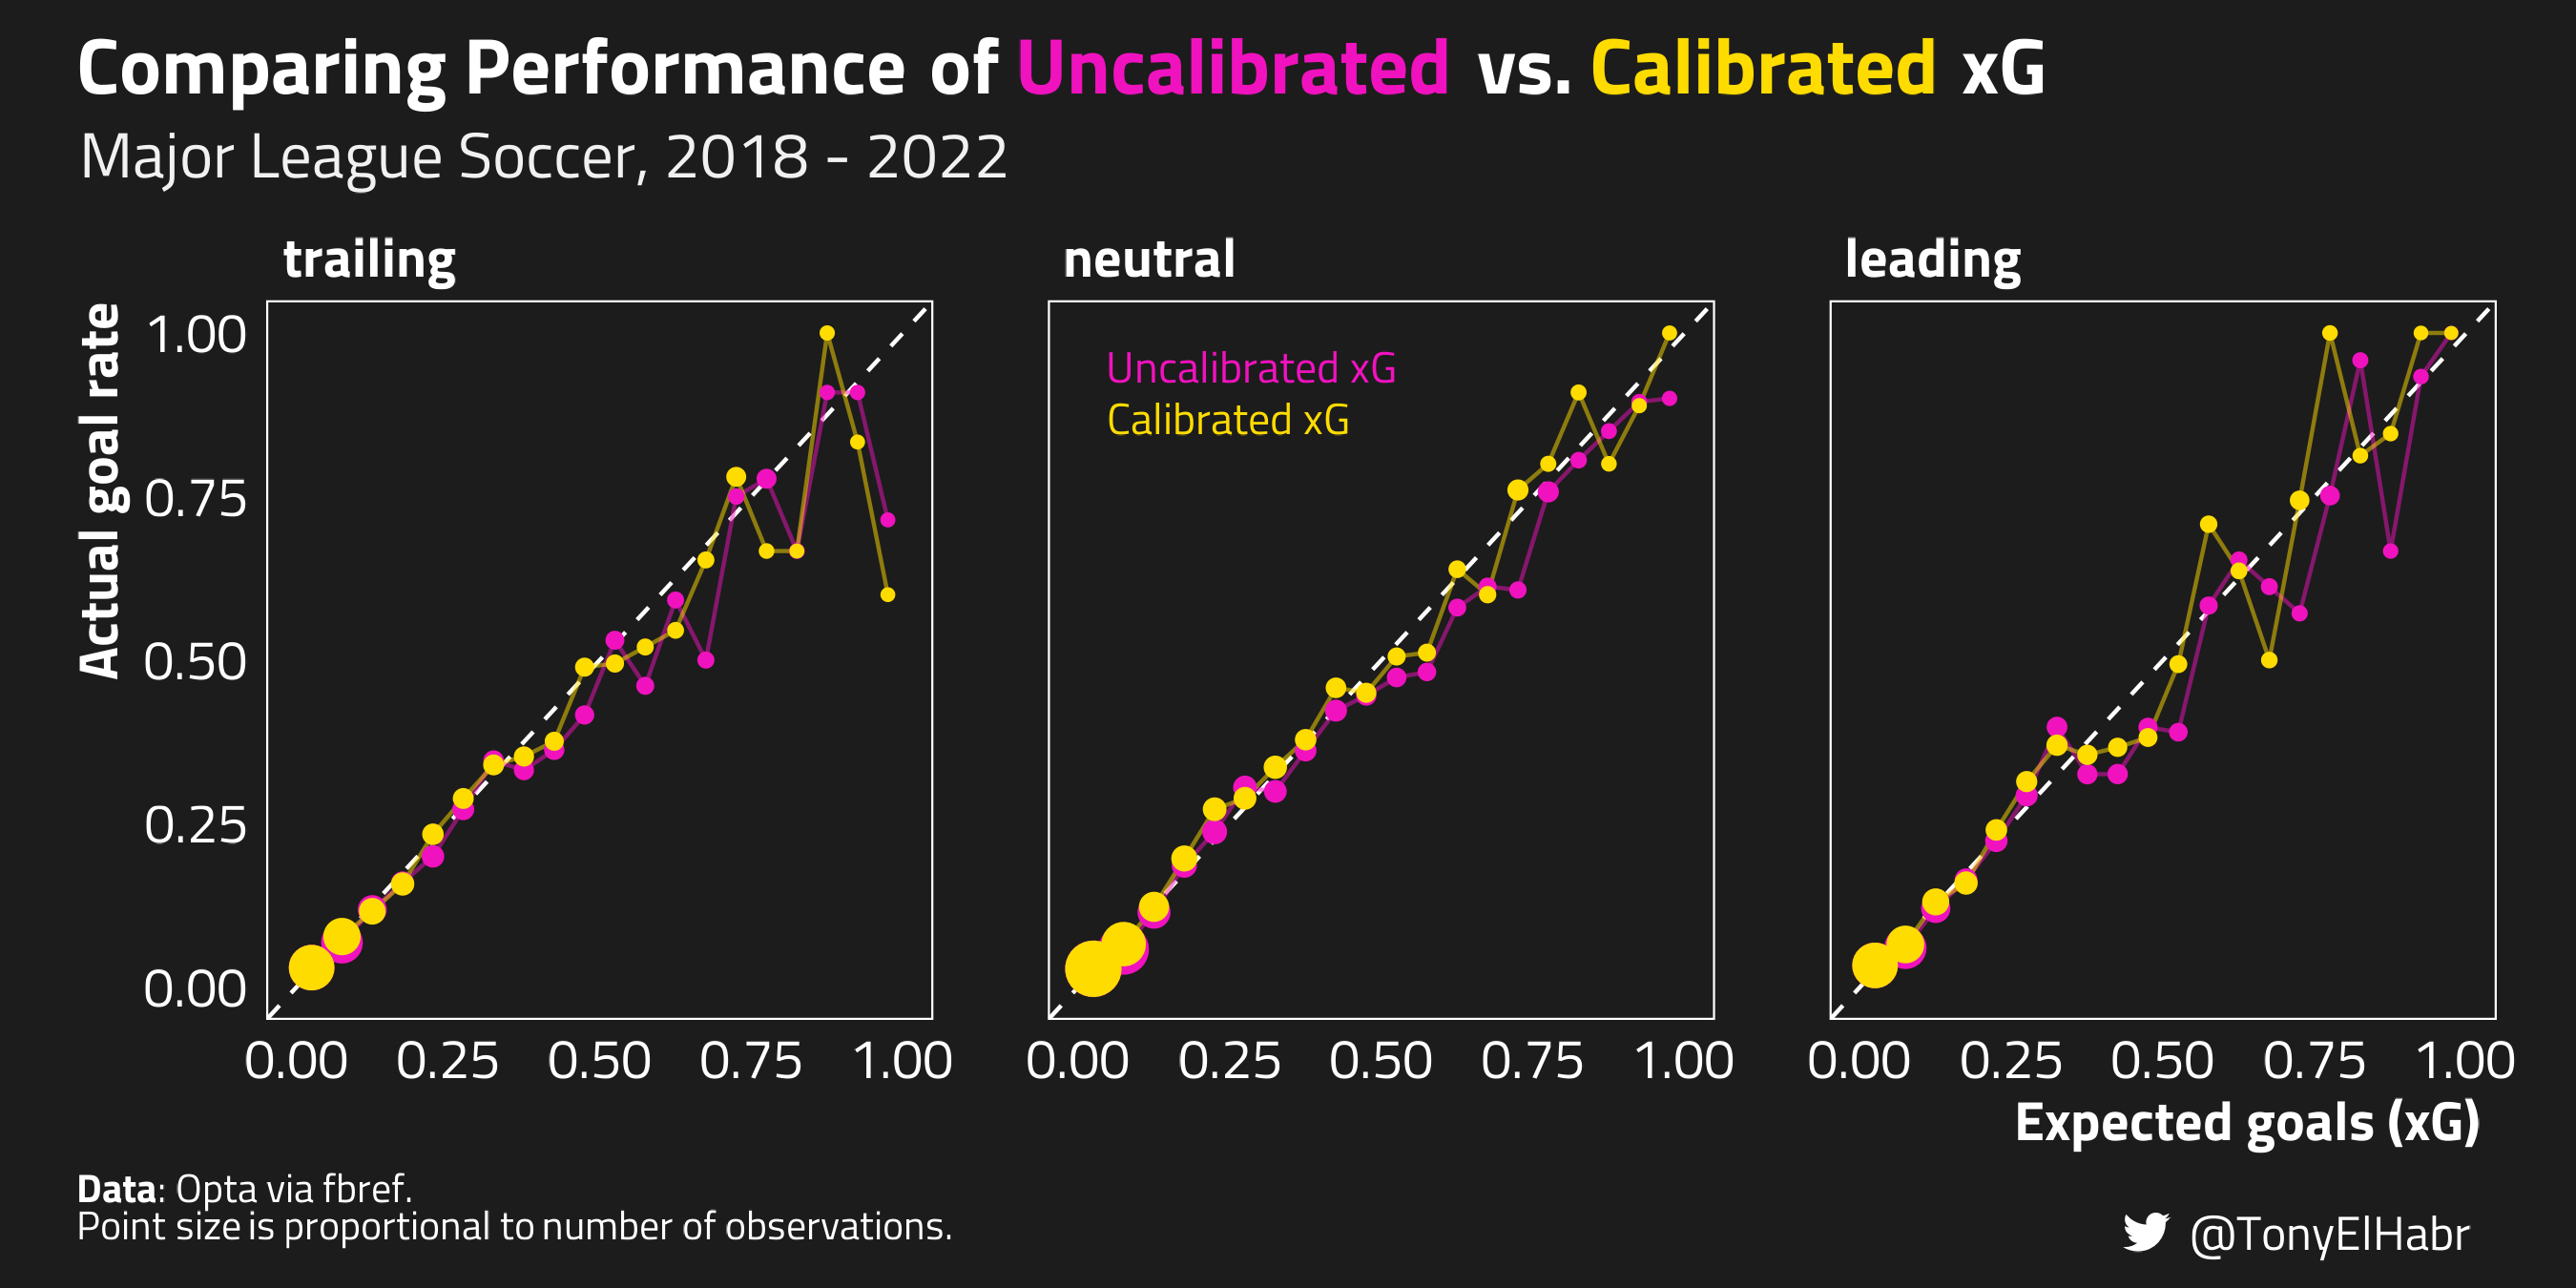 Comparing Performance of Uncalibrated vs. Calibrated xG
Major League Soccer, 2018 - 2022
trailing
neutral
leading
Actual goal rate
1.00
0.75
0.50
0.25
0.00
Uncalibrated xG
Calibrated xG
0.00 0.25 0.50 0.75 1.00
0.00 0.25 0.50 0.75 1.00
0.00 0.25 0.50 0.75 1.00
Expected goals (xG)
Data: Opta via fbref.
Point size is proportional to number of observations.
@TonyElHabr